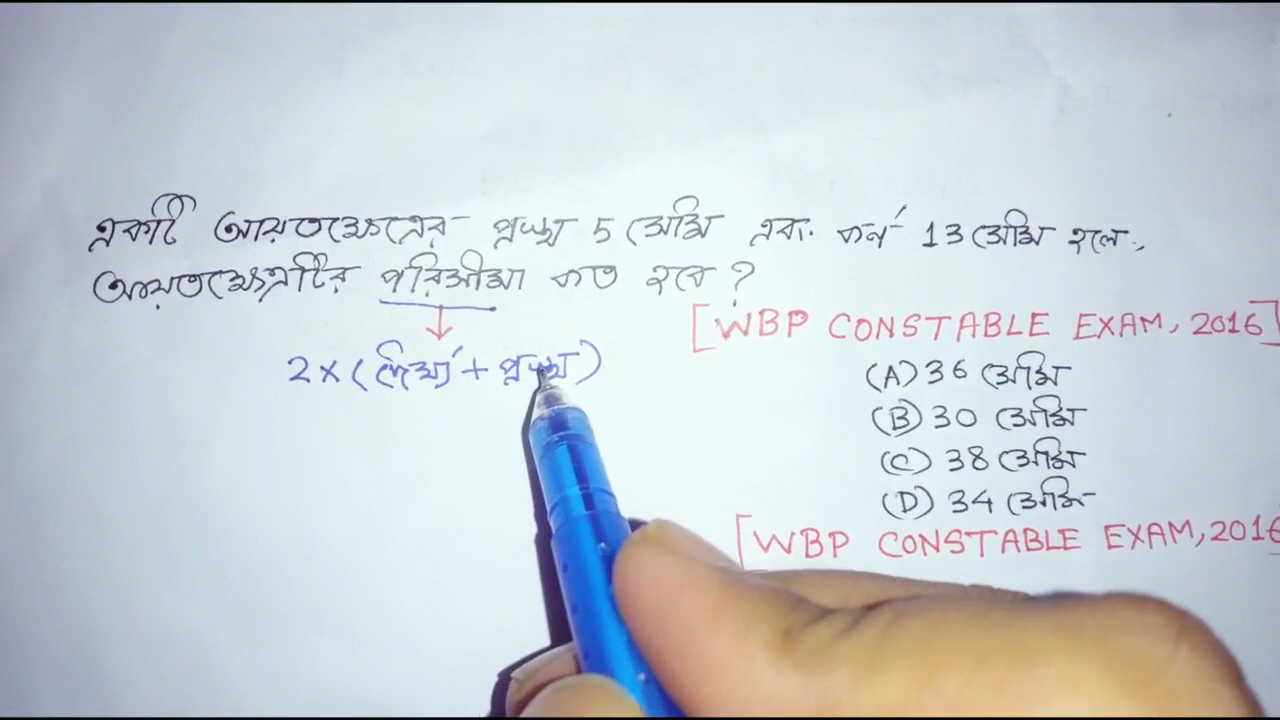 একটি আয়তক্ষেত্রের প্রস্থ 5 সেমি এবং কর্ণ 13 সেমি হলে,
আয়তক্ষেত্রটির পরিসীমা কত হবে ?
[WBP CONSTABLE EXAM, 2016]
2 × (দৈর্ঘ্য + প্রস্থ)
(A) 36 সেমি
(B) 30 সেমি
(C) 38 সেমি
(D) 34 সেমি
[WBP CONSTABLE EXAM, 2016